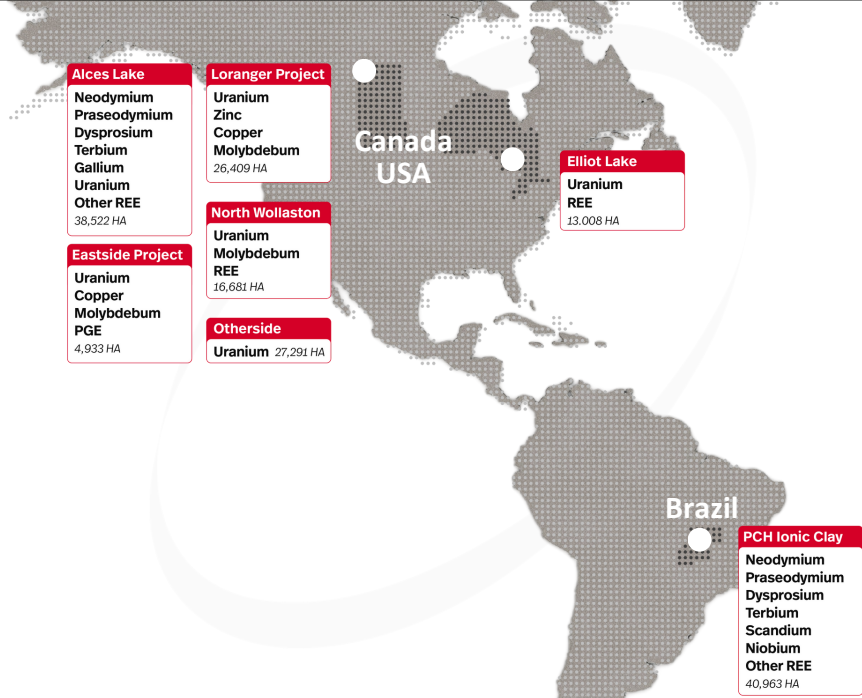 Alces Lake
Neodymium
Praseodymium
Dysprosium
Terbium
Gallium
Uranium
Other REE
38,522 HA
Loranger Project
Uranium
Zinc
Copper
Molybdebum
26,409 HA
Canada
USA
Elliot Lake
Uranium
REE
13.008 HA
North Wollaston
Uranium
Molybdebum
REE
16,681 HA
Eastside Project
Uranium
Copper
Molybdebum
PGE
4,933 HA
Otherside
Uranium 27,291 HA
Brazil
PCH Ionic Clay
Neodymium
Praseodymium
Dysprosium
Terbium
Scandium
Niobium
Other REE
40,963 HA